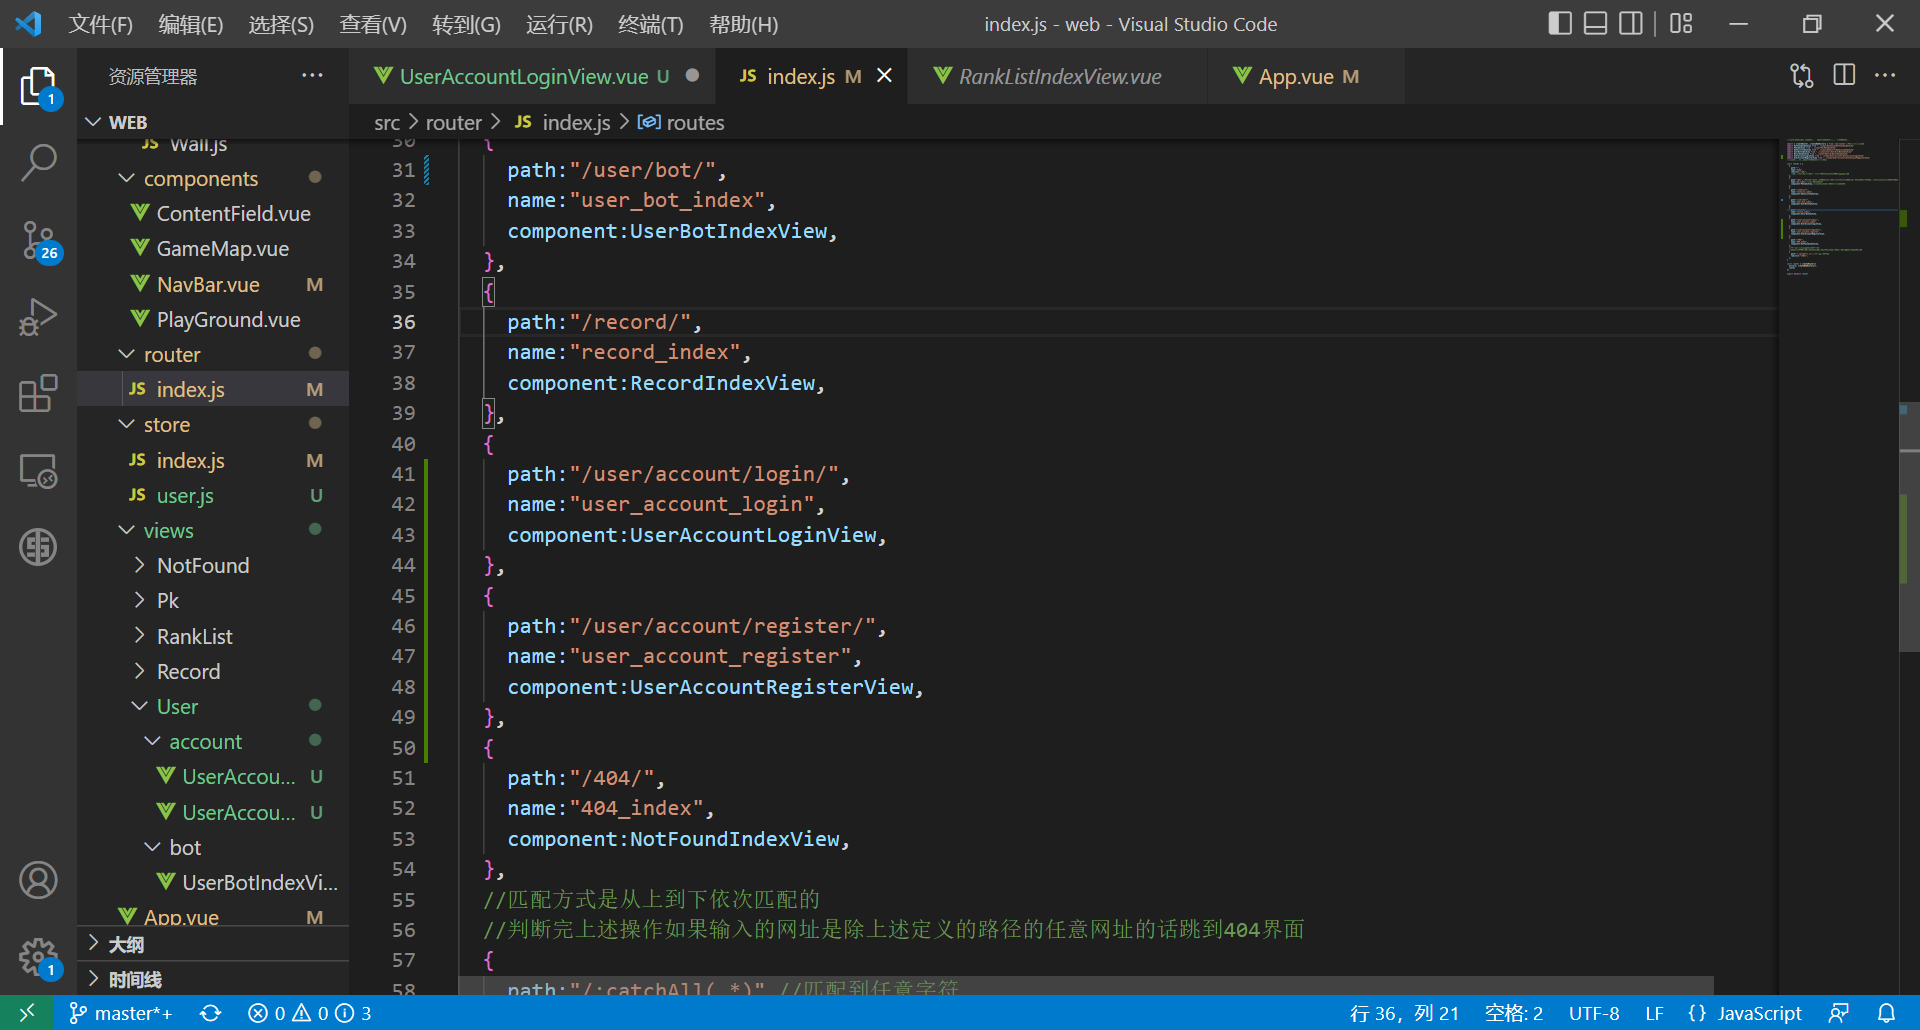 文件(F) 编辑(E) 选择(S) 查看(V) 转到(G) 运行(R) 终端(T) 帮助(H)
index.js - web - Visual Studio Code
资源管理器
UserAccountLoginView.vue U
JS index.js M
RankListIndexView.vue
App.vue M
WEB
src > router > JS index.js > routes
JS Wall.js
components
ContentField.vue
GameMap.vue
NavBar.vue M
PlayGround.vue
router
JS index.js M
store
JS index.js M
JS user.js U
views
NotFound
Pk
RankList
Record
User
account
UserAccou... U
UserAccou... U
bot
UserBotIndexVi...
App.vue M
大纲
时间线
1
26
1
30 {
31 path:"/user/bot/",
32 name:"user_bot_index",
33 component:UserBotIndexView,
34 },
35 {
36 path:"/record/",
37 name:"record_index",
38 component:RecordIndexView,
39 },
40 {
41 path:"/user/account/login/",
42 name:"user_account_login",
43 component:UserAccountLoginView,
44 },
45 {
46 path:"/user/account/register/",
47 name:"user_account_register",
48 component:UserAccountRegisterView,
49 },
50 {
51 path:"/404/",
52 name:"404_index",
53 component:NotFoundIndexView,
54 },
55 //匹配方式是从上到下依次匹配的
56 //判断完上述操作如果输入的网址是除上述定义的路径的任意网址的话跳到404界面
57 {
58 path:"/:catchAll(.*)" //匹配到任意字符
master*+ 0 0 3
行 36，列 21 空格: 2 UTF-8 LF {} JavaScript